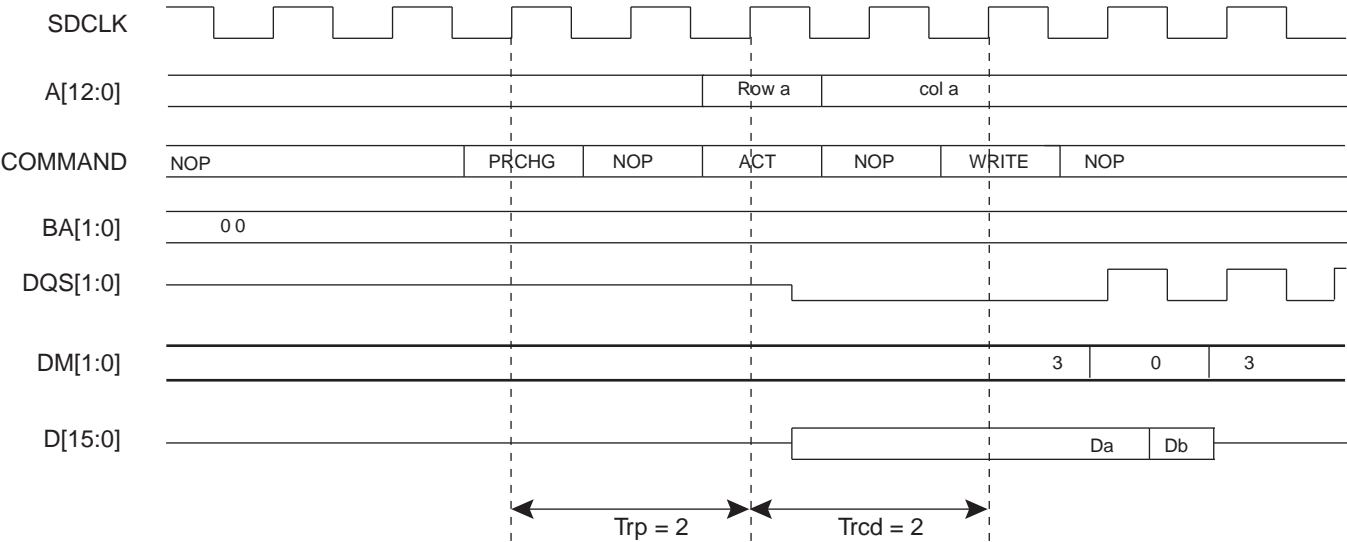 SDCLK
A[12:0] Row a col a
COMMAND NOP PRCHG NOP ACT NOP WRITE NOP
BA[1:0] 0 0
DQS[1:0]
DM[1:0] 3 0 3
D[15:0] Da Db
Trp = 2 Trcd = 2